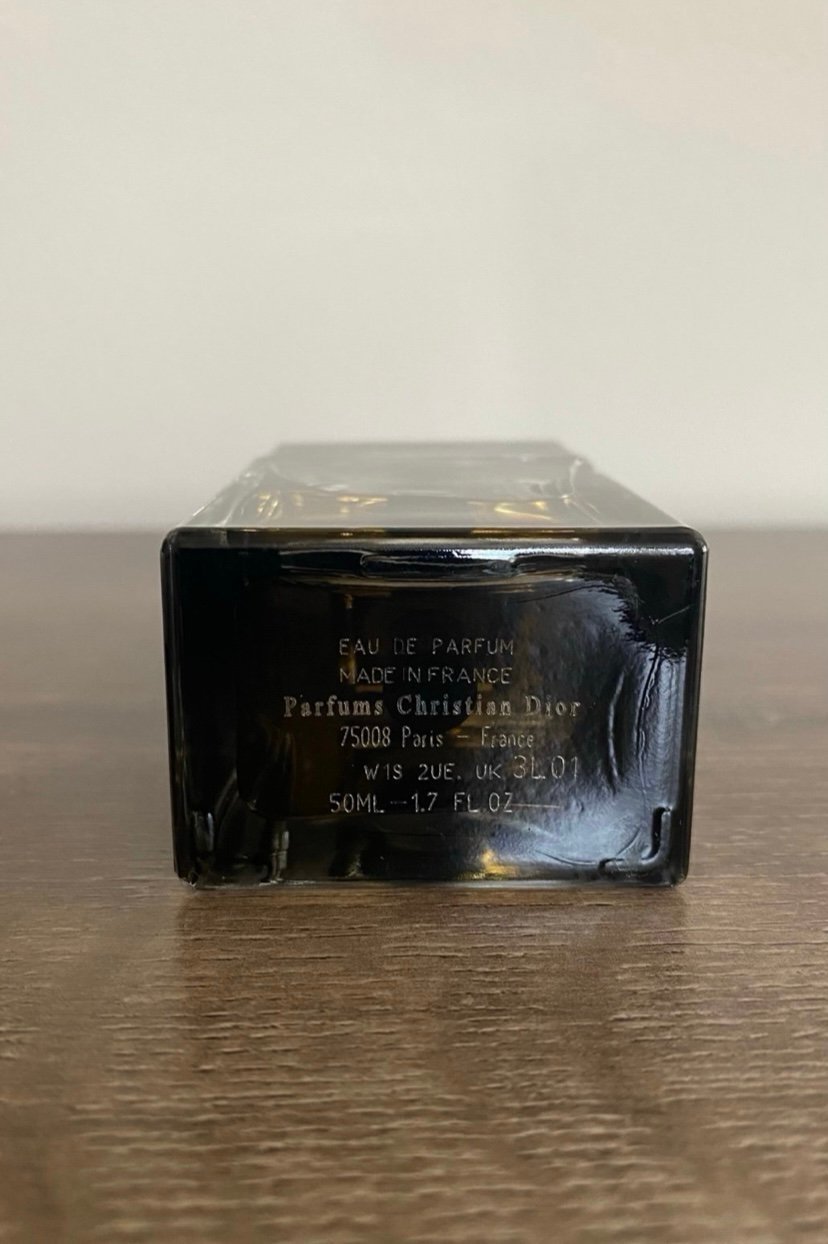 EAU DE PARFUM
MADE IN FRANCE
Parfums Christian Dior
75008 Paris – France
W1S 2UE. UK 3L01
50ML – 1.7 FL OZ